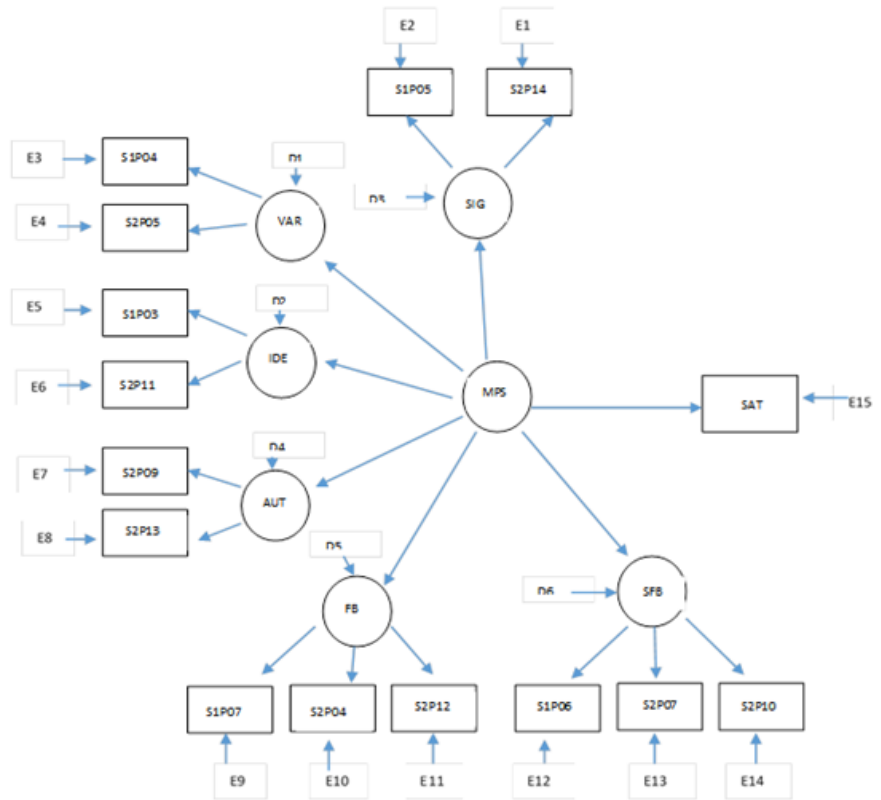 E2 E1
S1P05 S2P14
E3 S1P04 D1
D3 SIG
E4 S2P05 VAR
E5 S1P03 D2
IDE
E6 S2P11 MPS
SAT E15
E7 S2P09 D4
AUT
E8 S2P13
D5
D6 SFB
FB
S1P07 S2P04 S2P12 S1P06 S2P07 S2P10
E9 E10 E11 E12 E13 E14